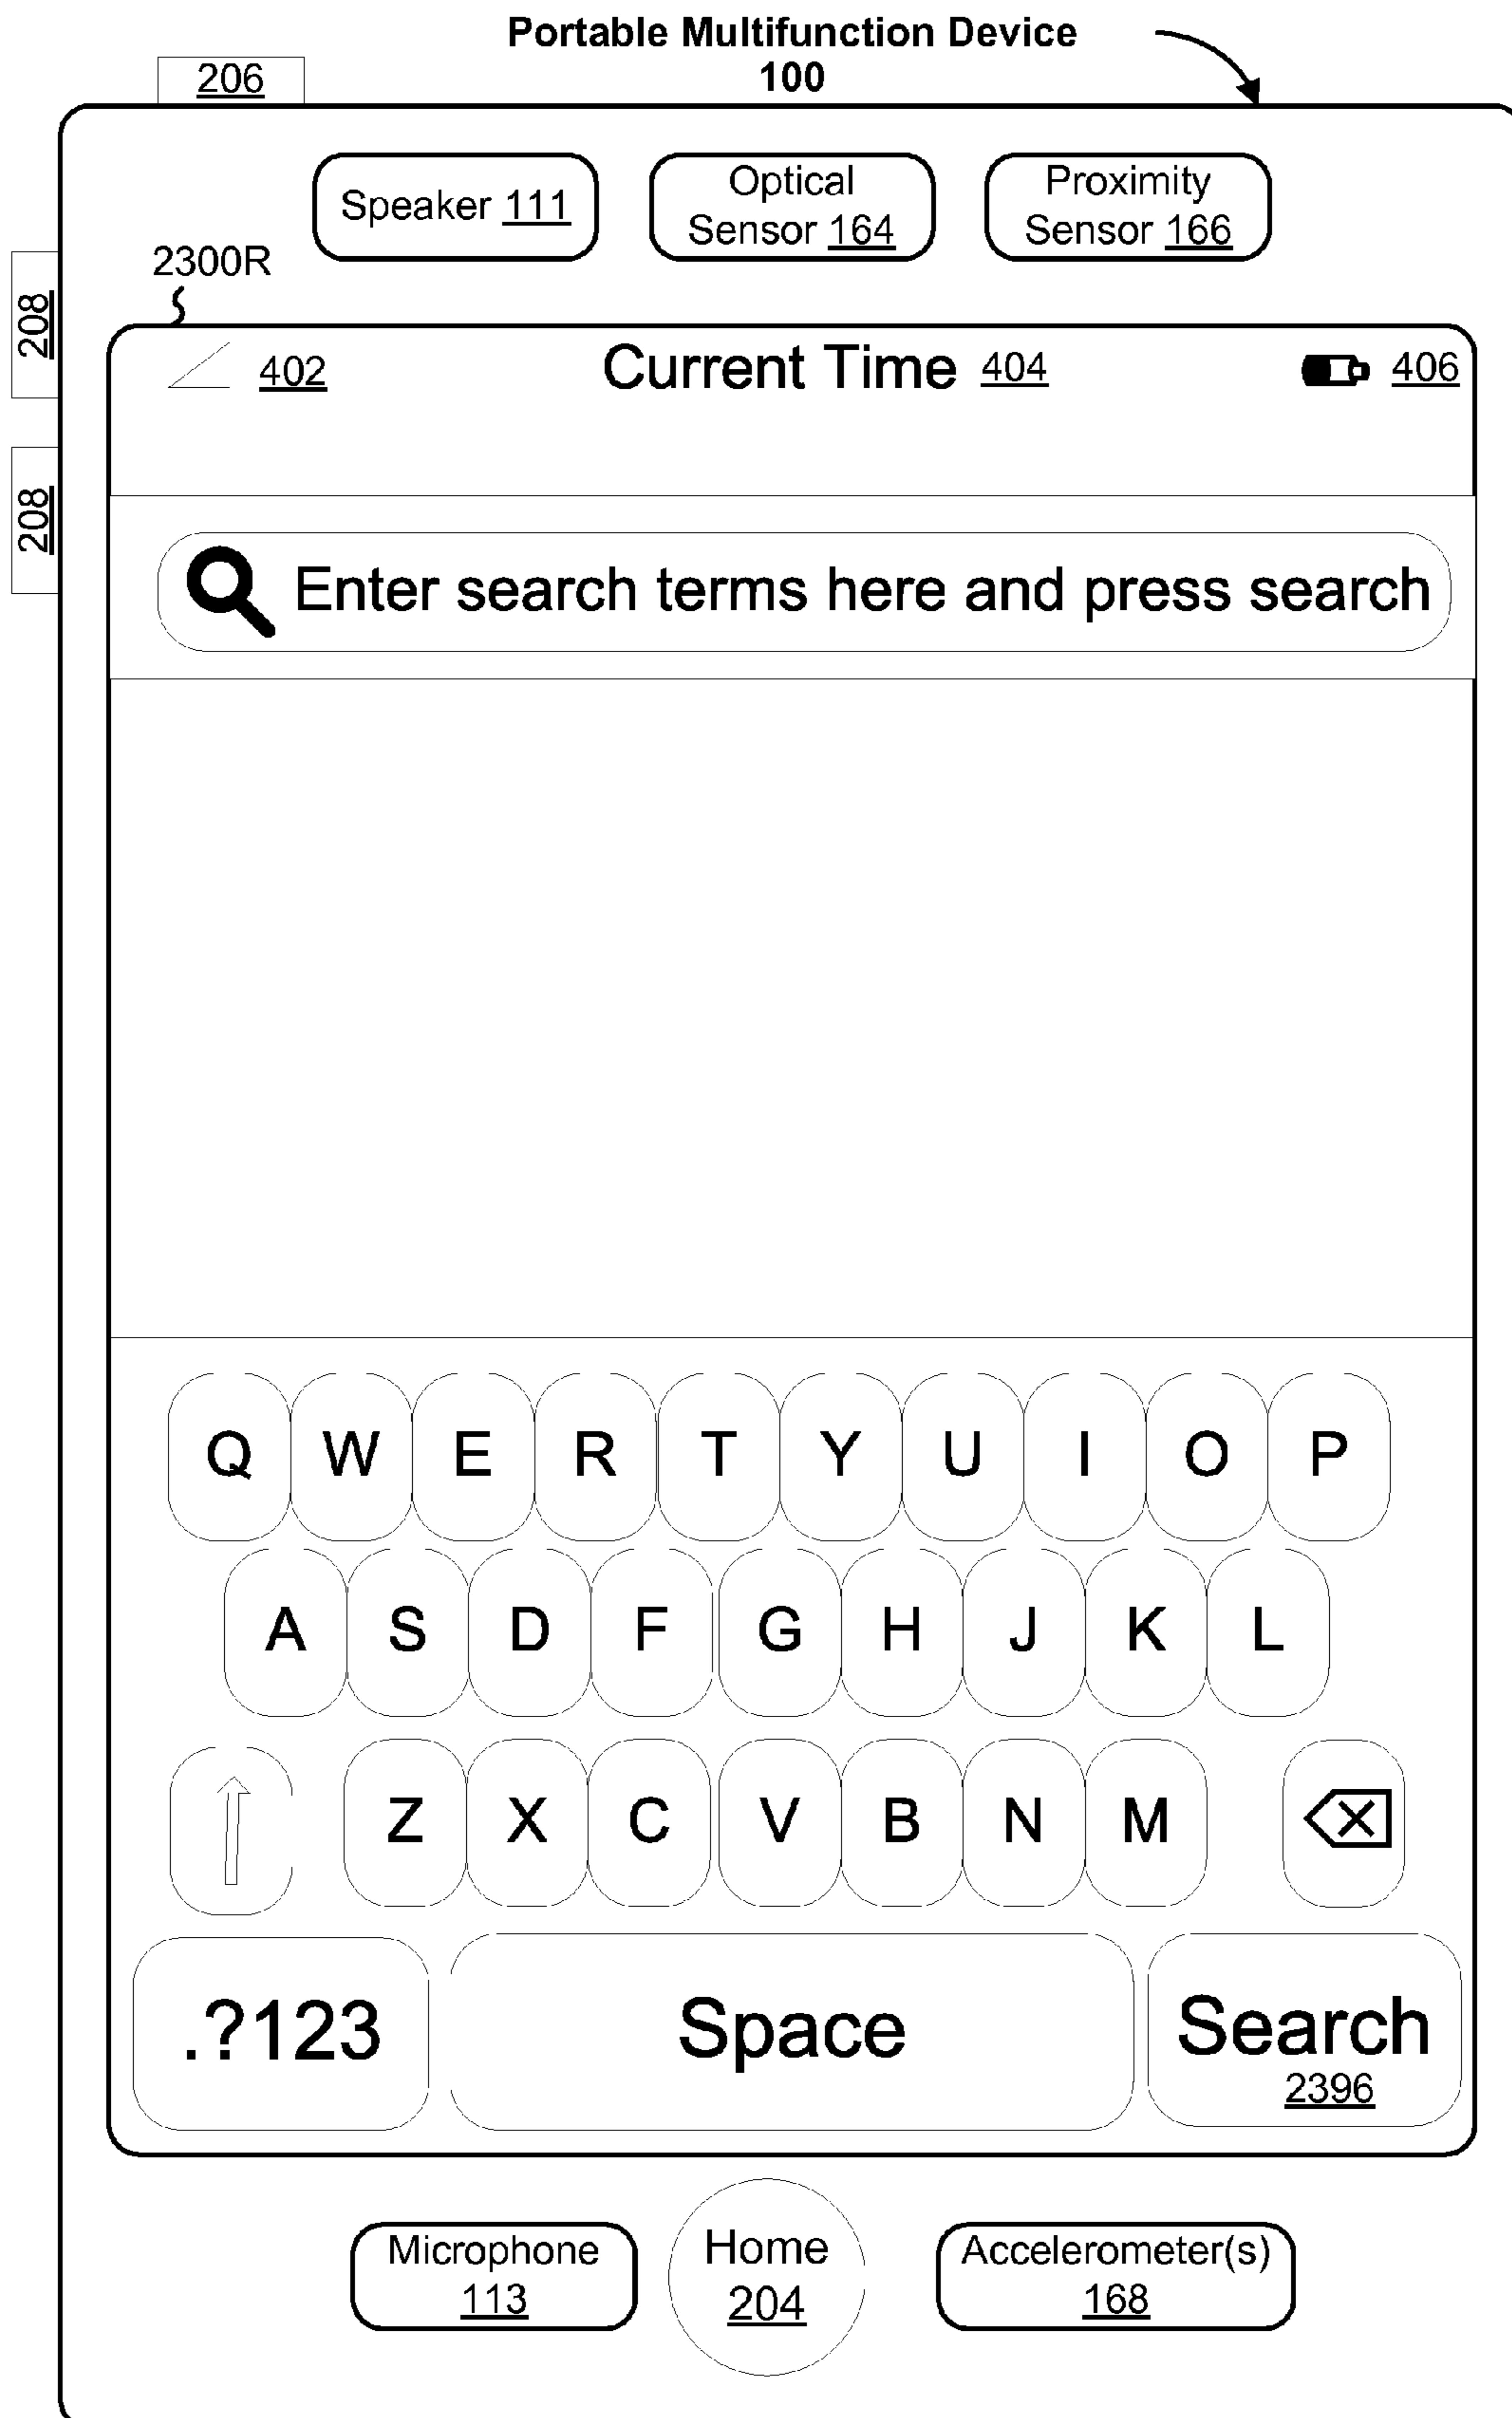 Portable Multifunction Device
100
206
Speaker 111
Optical
Sensor 164
Proximity
Sensor 166
2300R
208
208
402
Current Time 404
406
Enter search terms here and press search
Q W E R T Y U I O P
A S D F G H J K L
Z X C V B N M
.?123
Space
Search
2396
Microphone
113
Home
204
Accelerometer(s)
168